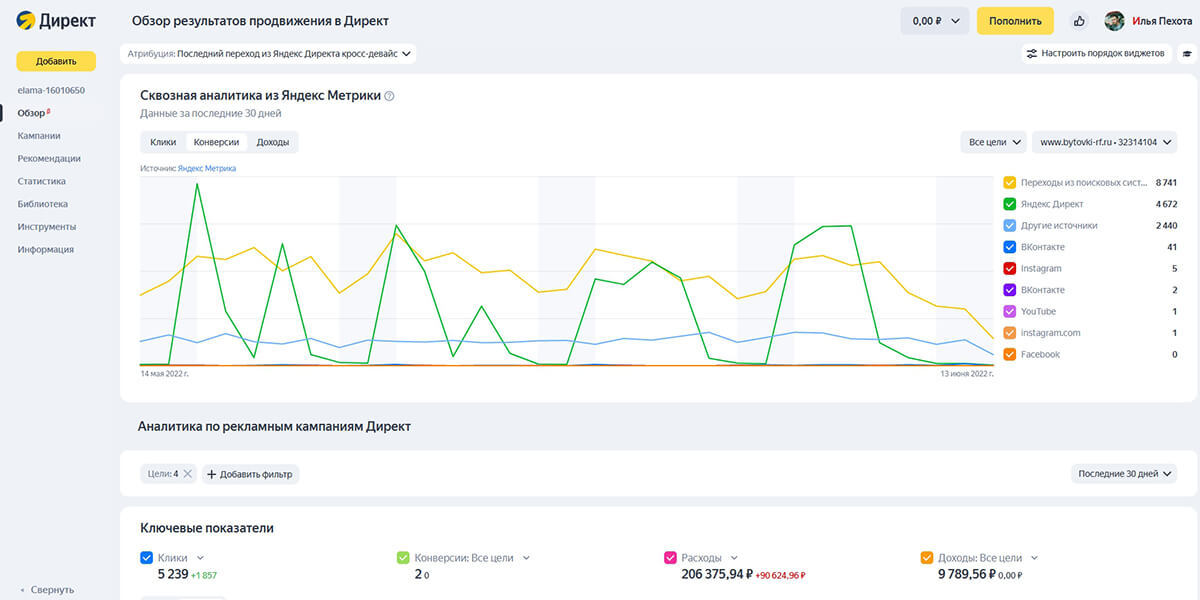 Директ
Обзор результатов продвижения в Директ
0,00 ₽
Пополнить
Илья Пехота
Добавить
Атрибуция: Последний переход из Яндекс Директа кросс-девайс
Настроить порядок виджетов
elama-16010650
Обзор β
Кампании
Рекомендации
Статистика
Библиотека
Инструменты
Информация
Сквозная аналитика из Яндекс Метрики
Данные за последние 30 дней
Клики Конверсии Доходы
Все цели
www.bytovki-rf.ru • 32314104
Источник: Яндекс Метрика
Переходы из поисковых сист... 8 741
Яндекс Директ 4 672
Другие источники 2 440
ВКонтакте 41
Instagram 5
ВКонтакте 2
YouTube 1
instagram.com 1
Facebook 0
14 мая 2022 г.
13 июня 2022 г.
Аналитика по рекламным кампаниям Директ
Цели: 4
+ Добавить фильтр
Последние 30 дней
Ключевые показатели
Клики
5 239 +1 857
Конверсии: Все цели
2 0
Расходы
206 375,94 ₽ +90 624,96 ₽
Доходы: Все цели
9 789,56 ₽ 0,00 ₽
Свернуть